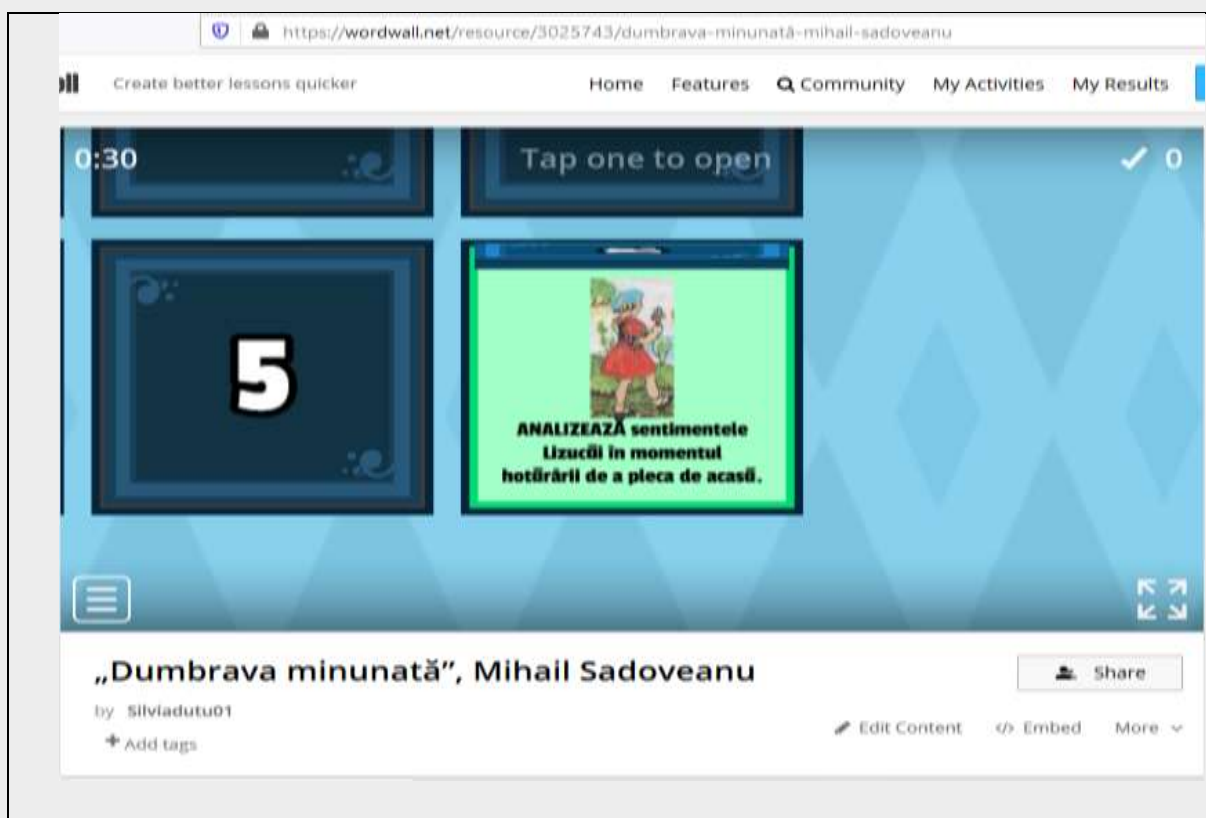 https://wordwall.net/resource/3025743/dumbrava-minunată-mihail-sadoveanu
Create better lessons quicker
Home Features Community My Activities My Results
0:30 Tap one to open 0
5
ANALIZEAZĂ sentimentele
Lizucăi în momentul
hotărârii de a pleca de acasă.
„Dumbrava minunată”, Mihail Sadoveanu
Share
by Silviadutu01
Edit Content Embed More
Add tags